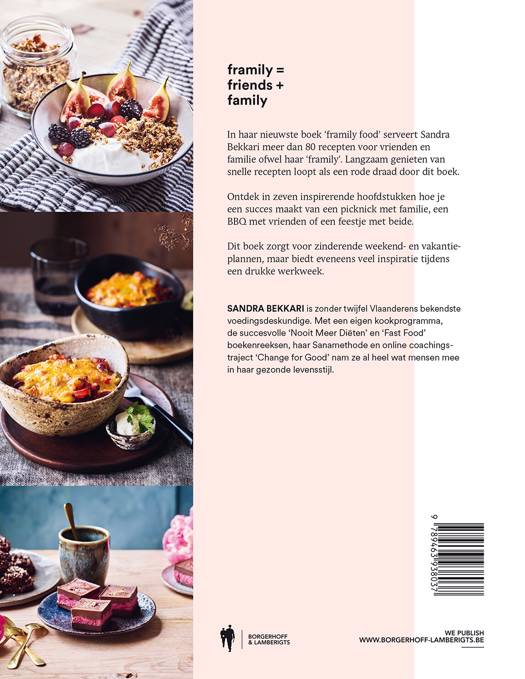 framily =
friends +
family
In haar nieuwste boek ‘framily food’ serveert Sandra
Bekkari meer dan 80 recepten voor vrienden en
familie ofwel haar ‘framily’. Langzaam genieten van
snelle recepten loopt als een rode draad door dit boek.
Ontdek in zeven inspirerende hoofdstukken hoe je
een succes maakt van een picknick met familie, een
BBQ met vrienden of een feestje met beide.
Dit boek zorgt voor zinderende weekend- en vakantie-
plannen, maar biedt eveneens veel inspiratie tijdens
een drukke werkweek.
SANDRA BEKKARI is zonder twijfel Vlaanderens bekendste
voedingsdeskundige. Met een eigen kookprogramma,
de succesvolle ‘Nooit Meer Diëten’ en ‘Fast Food’
boekenreeksen, haar Sanamethode en online coachings-
traject ‘Change for Good’ nam ze al heel wat mensen mee
in haar gezonde levensstijl.
9 789463 938037
BORGERHOFF
& LAMBERIGTS
WE PUBLISH
WWW.BORGERHOFF-LAMBERIGTS.BE